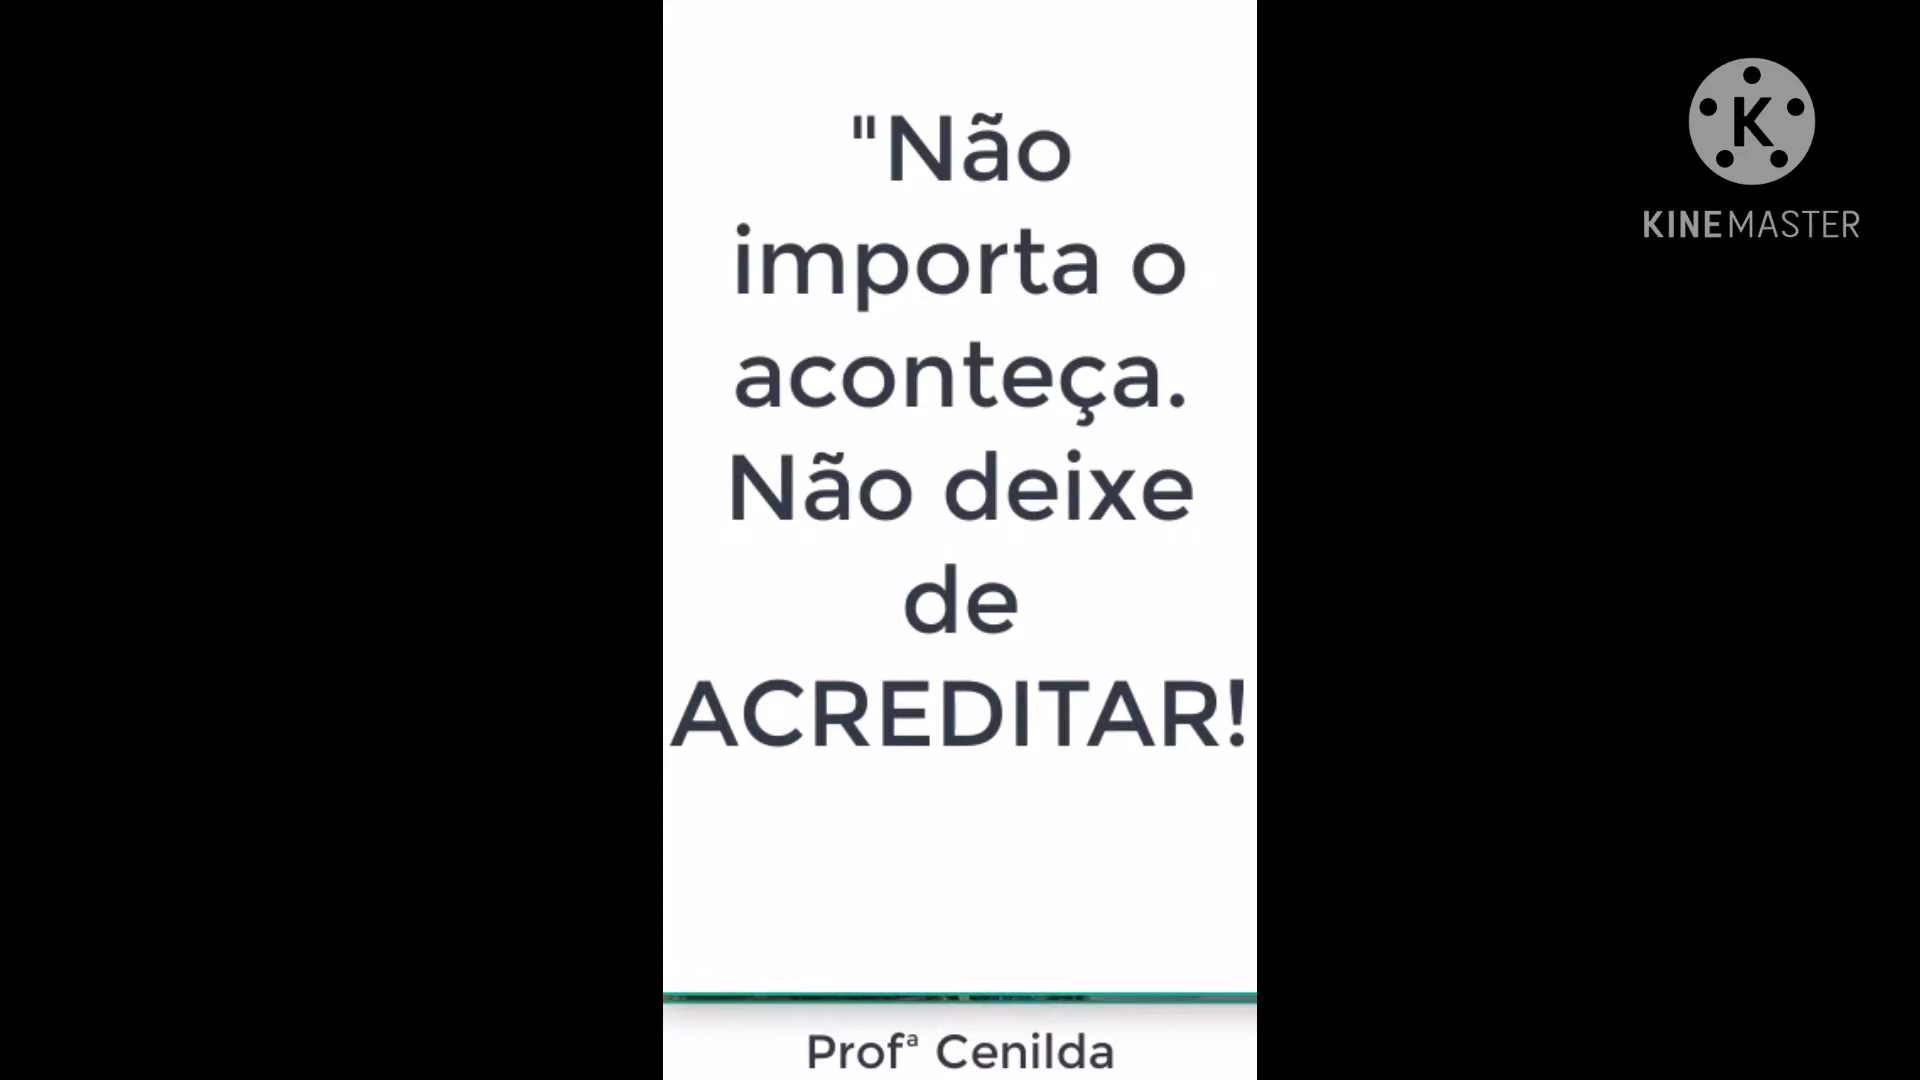 "Não
importa o
aconteça.
Não deixe
de
ACREDITAR!
Profª Cenilda
K
KINEMASTER